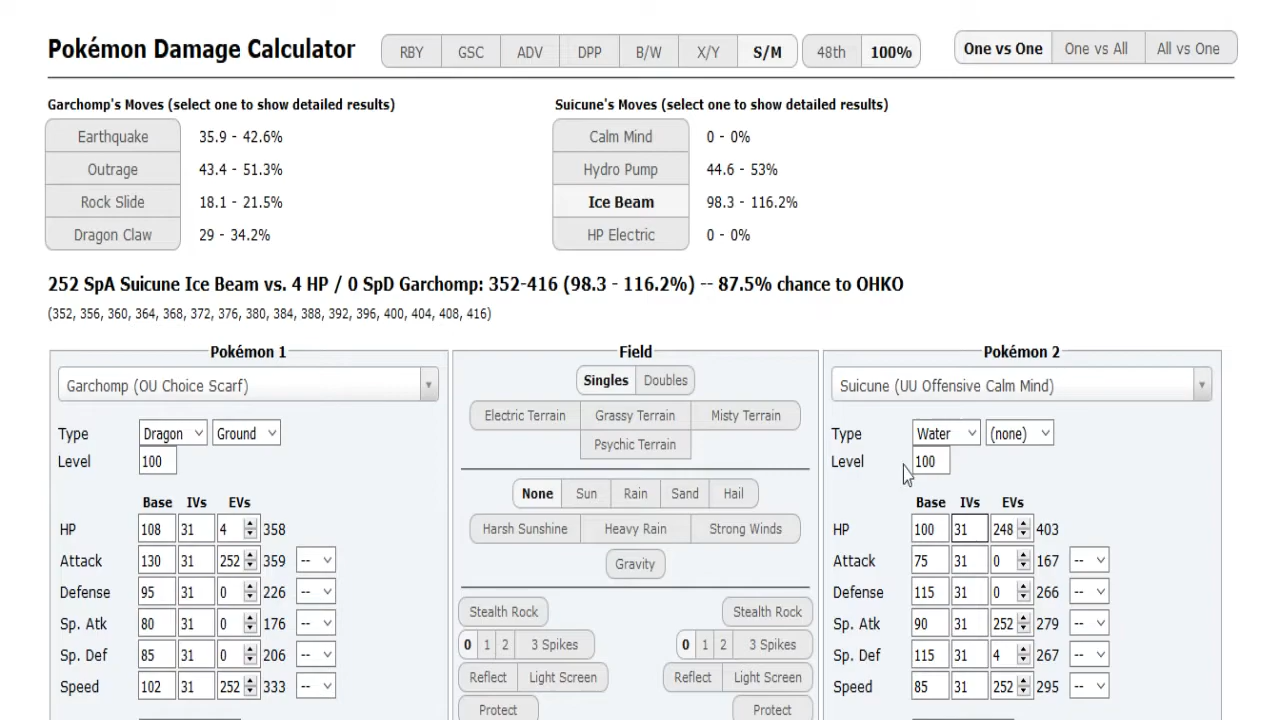 Pokémon Damage Calculator
RBY GSC ADV DPP B/W X/Y S/M 48th 100% One vs One One vs All All vs One
Garchomp's Moves (select one to show detailed results)
Earthquake 35.9 - 42.6%
Outrage 43.4 - 51.3%
Rock Slide 18.1 - 21.5%
Dragon Claw 29 - 34.2%
Suicune's Moves (select one to show detailed results)
Calm Mind 0 - 0%
Hydro Pump 44.6 - 53%
Ice Beam 98.3 - 116.2%
HP Electric 0 - 0%
252 SpA Suicune Ice Beam vs. 4 HP / 0 SpD Garchomp: 352-416 (98.3 - 116.2%) -- 87.5% chance to OHKO
(352, 356, 360, 364, 368, 372, 376, 380, 384, 388, 392, 396, 400, 404, 408, 416)
Pokémon 1
Garchomp (OU Choice Scarf)
Type Dragon Ground
Level 100
Base IVs EVs
HP 108 31 4 358
Attack 130 31 252 359 --
Defense 95 31 0 226 --
Sp. Atk 80 31 0 176 --
Sp. Def 85 31 0 206 --
Speed 102 31 252 333 --
Field
Singles Doubles
Electric Terrain Grassy Terrain Misty Terrain
Psychic Terrain
None Sun Rain Sand Hail
Harsh Sunshine Heavy Rain Strong Winds
Gravity
Stealth Rock Stealth Rock
0 1 2 3 Spikes 0 1 2 3 Spikes
Reflect Light Screen Reflect Light Screen
Protect Protect
Pokémon 2
Suicune (UU Offensive Calm Mind)
Type Water (none)
Level 100
Base IVs EVs
HP 100 31 248 403
Attack 75 31 0 167 --
Defense 115 31 0 266 --
Sp. Atk 90 31 252 279 --
Sp. Def 115 31 4 267 --
Speed 85 31 252 295 --